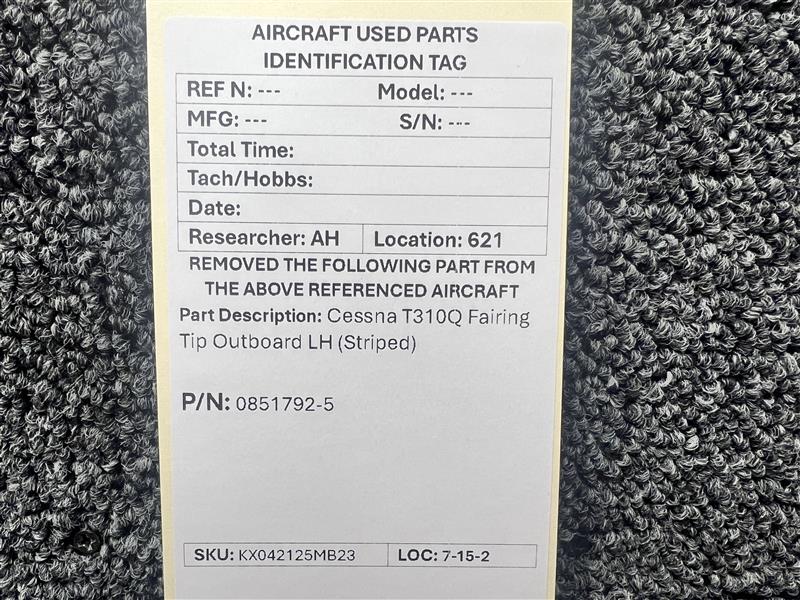 AIRCRAFT USED PARTS
IDENTIFICATION TAG
REF N: --- Model: ---
MFG: --- S/N: ---
Total Time:
Tach/Hobbs:
Date:
Researcher: AH Location: 621
REMOVED THE FOLLOWING PART FROM
THE ABOVE REFERENCED AIRCRAFT
Part Description: Cessna T310Q Fairing
Tip Outboard LH (Striped)
P/N: 0851792-5
SKU: KX042125MB23 LOC: 7-15-2